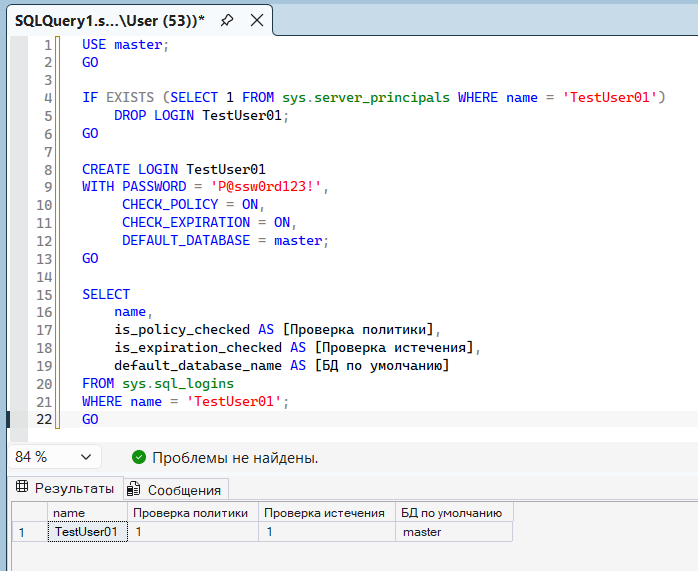 SQLQuery1.s...\User (53))*
1 USE master;
2 GO
3
4 IF EXISTS (SELECT 1 FROM sys.server_principals WHERE name = 'TestUser01')
5 DROP LOGIN TestUser01;
6 GO
7
8 CREATE LOGIN TestUser01
9 WITH PASSWORD = 'P@ssw0rd123!',
10 CHECK_POLICY = ON,
11 CHECK_EXPIRATION = ON,
12 DEFAULT_DATABASE = master;
13 GO
14
15 SELECT
16 name,
17 is_policy_checked AS [Проверка политики],
18 is_expiration_checked AS [Проверка истечения],
19 default_database_name AS [БД по умолчанию]
20 FROM sys.sql_logins
21 WHERE name = 'TestUser01';
22 GO
84 % Проблемы не найдены.
Результаты Сообщения
name Проверка политики Проверка истечения БД по умолчанию
1 TestUser01 1 1 master